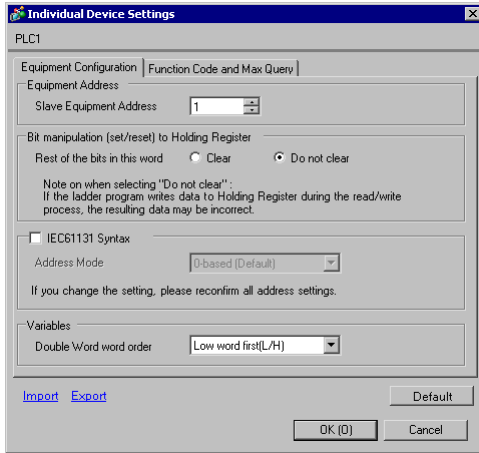 Individual Device Settings
PLC1
Equipment Configuration Function Code and Max Query
Equipment Address
Slave Equipment Address 1
Bit manipulation (set/reset) to Holding Register
Rest of the bits in this word Clear Do not clear
Note on when selecting "Do not clear" :
If the ladder program writes data to Holding Register during the read/write
process, the resulting data may be incorrect.
IEC61131 Syntax
Address Mode 0-based (Default)
If you change the setting, please reconfirm all address settings.
Variables
Double Word word order Low word first(L/H)
Import Export Default
OK (O) Cancel